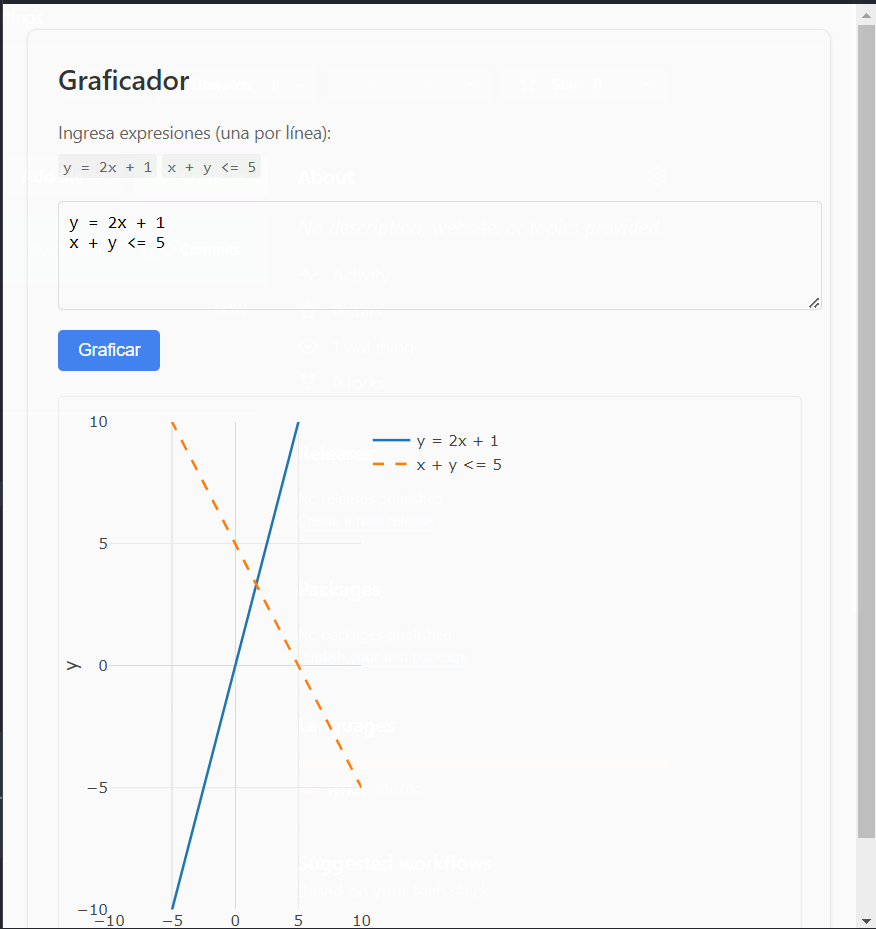 Graficador
Ingresa expresiones (una por línea):
y = 2x + 1 x + y <= 5
About
y = 2x + 1
x + y <= 5
Commits
Graficar
10
y = 2x + 1
x + y <= 5
Releases
5
Packages
y
0
Languages
−5
Suggested workflows
−10
−10 −5 0 5 10